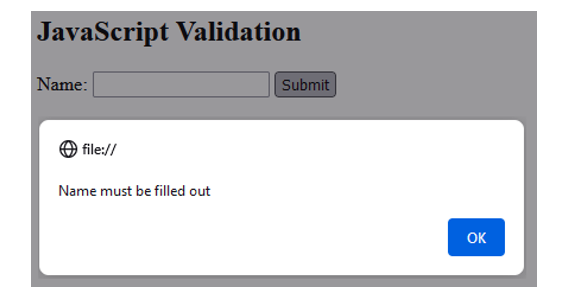 JavaScript Validation
Name: Submit
file://
Name must be filled out
OK